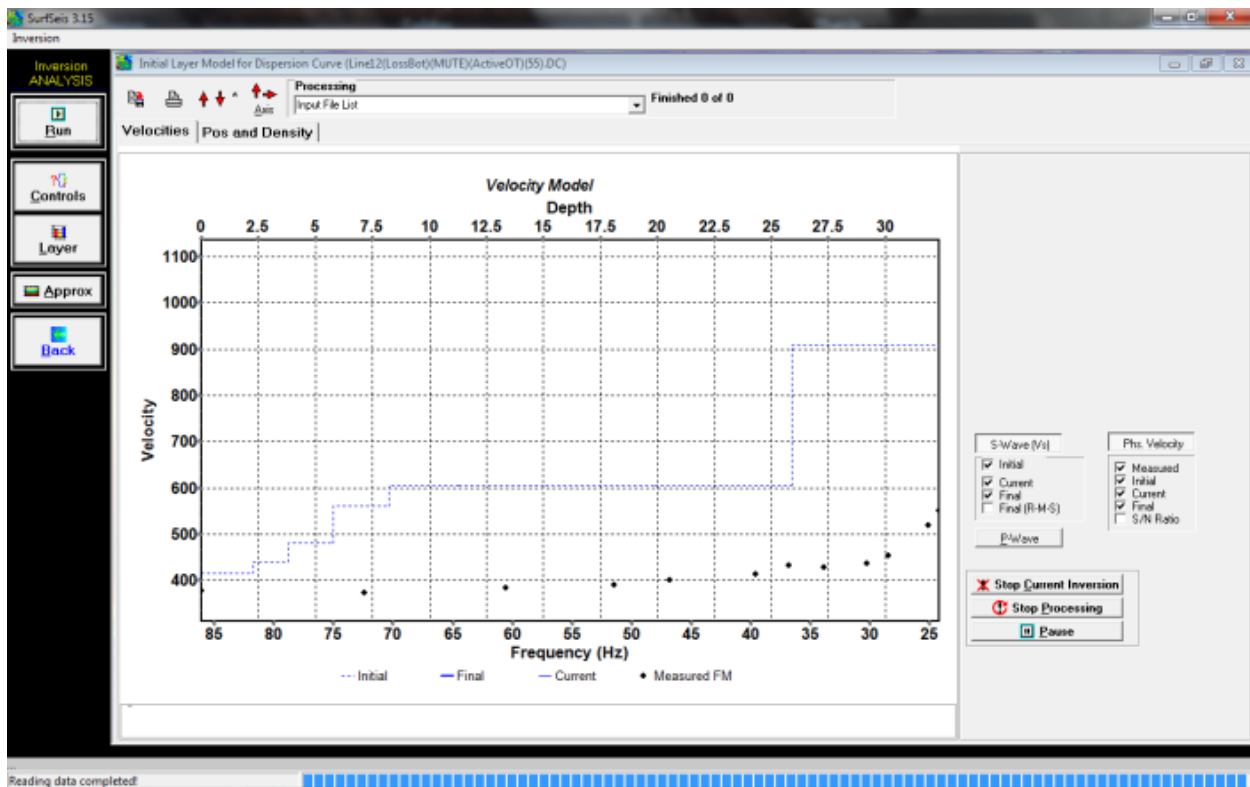 SurfSeis 3.15
Inversion
Inversion
ANALYSIS
Run
Controls
Layer
Approx
Back
Initial Layer Model for Dispersion Curve (Line12(LossBot)(MUTE)(ActiveOT)(55).DC)
Axis
Processing
Input File List
Finished 0 of 0
Velocities
Pos and Density
Velocity Model
Depth
0 2.5 5 7.5 10 12.5 15 17.5 20 22.5 25 27.5 30
1100
1000
900
800
700
600
500
400
Velocity
85 80 75 70 65 60 55 50 45 40 35 30 25
Frequency (Hz)
Initial Final Current Measured FM
S-Wave (Vs)
Initial
Current
Final
Final (R-M-S)
P-Wave
Phs. Velocity
Measured
Initial
Current
Final
S/N Ratio
Stop Current Inversion
Stop Processing
Pause
...
Reading data completed!